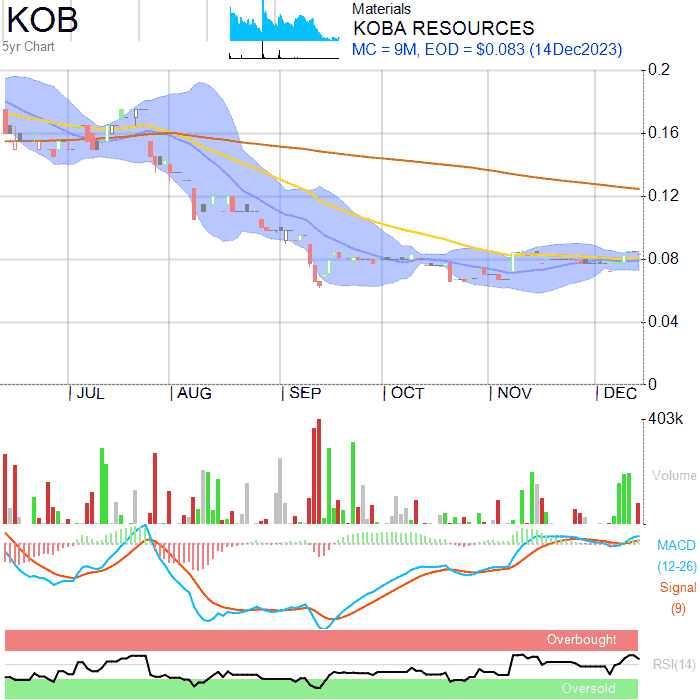 KOB
5yr Chart
Materials
KOBA RESOURCES
MC = 9M, EOD = $0.083 (14Dec2023)
0.2
0.16
0.12
0.08
0.04
0
JUL AUG SEP OCT NOV DEC
403k
Volume
MACD
(12-26)
Signal
(9)
Overbought
RSI(14)
Oversold